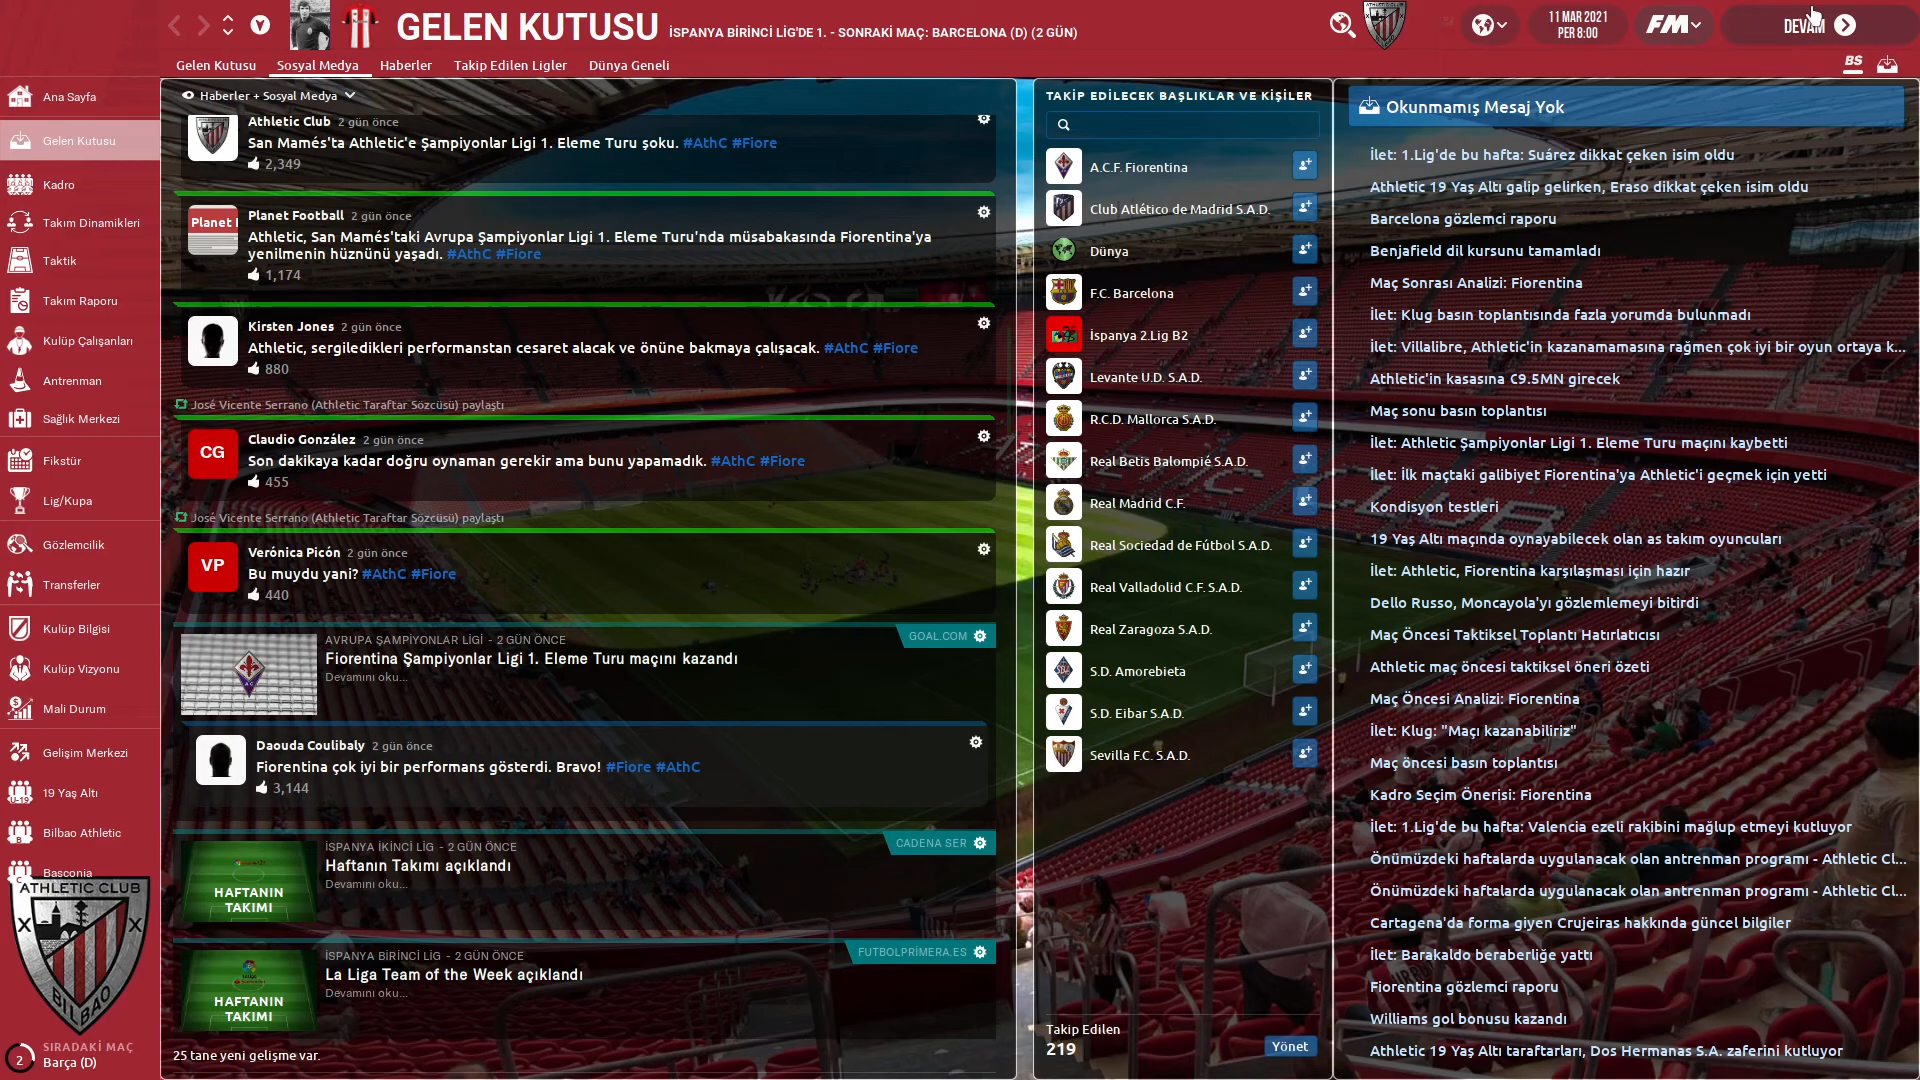 GELEN KUTUSU
İSPANYA BİRİNCİ LİG'DE 1. - SONRAKİ MAÇ: BARCELONA (D) (2 GÜN)
11 MAR 2021
PER 8:00
FM
DEVAM
Gelen Kutusu
Sosyal Medya
Haberler
Takip Edilen Ligler
Dünya Geneli
BS
Ana Sayfa
Gelen Kutusu
Kadro
Takım Dinamikleri
Taktik
Takım Raporu
Kulüp Çalışanları
Antrenman
Sağlık Merkezi
Fikstür
Lig/Kupa
Gözlemcilik
Transferler
Kulüp Bilgisi
Kulüp Vizyonu
Mali Durum
Gelişim Merkezi
19 Yaş Altı
Bilbao Athletic
Basconia
ATHLETIC CLUB
BILBAO
2
SIRADAKİ MAÇ
Barça (D)
Haberler + Sosyal Medya
Athletic Club 2 gün önce
San Mamés'ta Athletic'e Şampiyonlar Ligi 1. Eleme Turu şoku. #AthC #Fiore
2,349
Planet Football 2 gün önce
Athletic, San Mamés'taki Avrupa Şampiyonlar Ligi 1. Eleme Turu'nda müsabakasında Fiorentina'ya
yenilmenin hüznünü yaşadı. #AthC #Fiore
1,174
Kirsten Jones 2 gün önce
Athletic, sergiledikleri performanstan cesaret alacak ve önüne bakmaya çalışacak. #AthC #Fiore
880
José Vicente Serrano (Athletic Taraftar Sözcüsü) paylaştı
CG
Claudio González 2 gün önce
Son dakikaya kadar doğru oynaman gerekir ama bunu yapamadık. #AthC #Fiore
455
José Vicente Serrano (Athletic Taraftar Sözcüsü) paylaştı
VP
Verónica Picón 2 gün önce
Bu muydu yani? #AthC #Fiore
440
AVRUPA ŞAMPİYONLAR LİGİ - 2 GÜN ÖNCE
GOAL.COM
Fiorentina Şampiyonlar Ligi 1. Eleme Turu maçını kazandı
Devamını oku...
Daouda Coulibaly 2 gün önce
Fiorentina çok iyi bir performans gösterdi. Bravo! #Fiore #AthC
3,144
İSPANYA İKİNCİ LİG - 2 GÜN ÖNCE
CADENA SER
Haftanın Takımı açıklandı
Devamını oku...
HAFTANIN
TAKIMI
İSPANYA BİRİNCİ LİG - 2 GÜN ÖNCE
FUTBOLPRİMERA.ES
La Liga Team of the Week açıklandı
Devamını oku...
HAFTANIN
TAKIMI
25 tane yeni gelişme var.
TAKİP EDİLECEK BAŞLIKLAR VE KİŞİLER
A.C.F. Fiorentina
Club Atlético de Madrid S.A.D.
Dünya
F.C. Barcelona
İspanya 2.Lig B2
Levante U.D. S.A.D.
R.C.D. Mallorca S.A.D.
Real Betis Balompié S.A.D.
Real Madrid C.F.
Real Sociedad de Fútbol S.A.D.
Real Valladolid C.F. S.A.D.
Real Zaragoza S.A.D.
S.D. Amorebieta
S.D. Eibar S.A.D.
Sevilla F.C. S.A.D.
Takip Edilen
219
Yönet
Okunmamış Mesaj Yok
İlet: 1.Lig'de bu hafta: Suárez dikkat çeken isim oldu
Athletic 19 Yaş Altı galip gelirken, Eraso dikkat çeken isim oldu
Barcelona gözlemci raporu
Benjafield dil kursunu tamamladı
Maç Sonrası Analizi: Fiorentina
İlet: Klug basın toplantısında fazla yorumda bulunmadı
İlet: Villalibre, Athletic'in kazanamamasına rağmen çok iyi bir oyun ortaya k...
Athletic'in kasasına €9.5MN girecek
Maç sonu basın toplantısı
İlet: Athletic Şampiyonlar Ligi 1. Eleme Turu maçını kaybetti
İlet: İlk maçtaki galibiyet Fiorentina'ya Athletic'i geçmek için yetti
Kondisyon testleri
19 Yaş Altı maçında oynayabilecek olan as takım oyuncuları
İlet: Athletic, Fiorentina karşılaşması için hazır
Dello Russo, Moncayola'yı gözlemlemeyi bitirdi
Maç Öncesi Taktiksel Toplantı Hatırlatıcısı
Athletic maç öncesi taktiksel öneri özeti
Maç Öncesi Analizi: Fiorentina
İlet: Klug: "Maçı kazanabiliriz"
Maç öncesi basın toplantısı
Kadro Seçim Önerisi: Fiorentina
İlet: 1.Lig'de bu hafta: Valencia ezeli rakibini mağlup etmeyi kutluyor
Önümüzdeki haftalarda uygulanacak olan antrenman programı - Athletic Cl...
Önümüzdeki haftalarda uygulanacak olan antrenman programı - Athletic Cl...
Cartagena'da forma giyen Crujeiras hakkında güncel bilgiler
İlet: Barakaldo beraberliğe yattı
Fiorentina gözlemci raporu
Williams gol bonusu kazandı
Athletic 19 Yaş Altı taraftarları, Dos Hermanas S.A. zaferini kutluyor